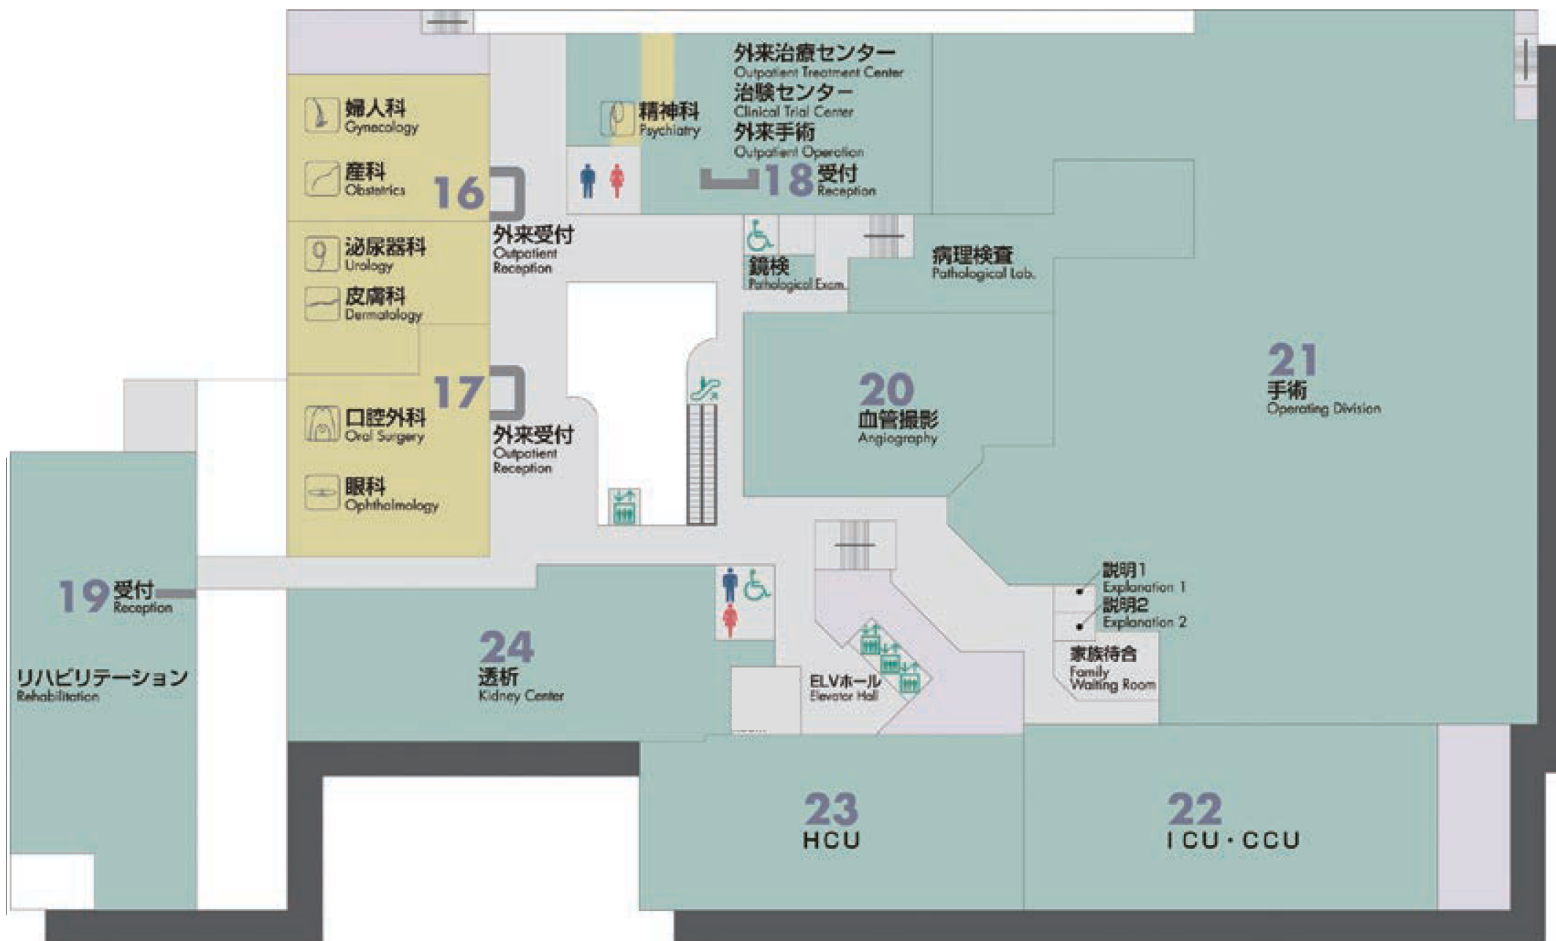 婦人科
Gynecology
産科
Obstetrics
16
外来受付
Outpatient
Reception
泌尿器科
Urology
皮膚科
Dermatology
17
外来受付
Outpatient
Reception
口腔外科
Oral Surgery
眼科
Ophthalmology
精神科
Psychiatry
外来治療センター
Outpatient Treatment Center
治験センター
Clinical Trial Center
外来手術
Outpatient Operation
18 受付
Reception
鏡検
Pathological Exam.
病理検査
Pathological Lab.
20
血管撮影
Angiography
21
手術
Operating Division
19 受付
Reception
リハビリテーション
Rehabilitation
24
透析
Kidney Center
ELVホール
Elevator Hall
説明1
Explanation 1
説明2
Explanation 2
家族待合
Family
Waiting Room
23
HCU
22
ICU・CCU